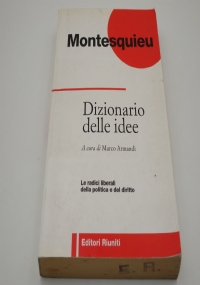 Montesquieu
Dizionario
delle idee
A cura di Marco Armandi
Le radici liberali
della politica e del diritto
Editori Riuniti
E. R.